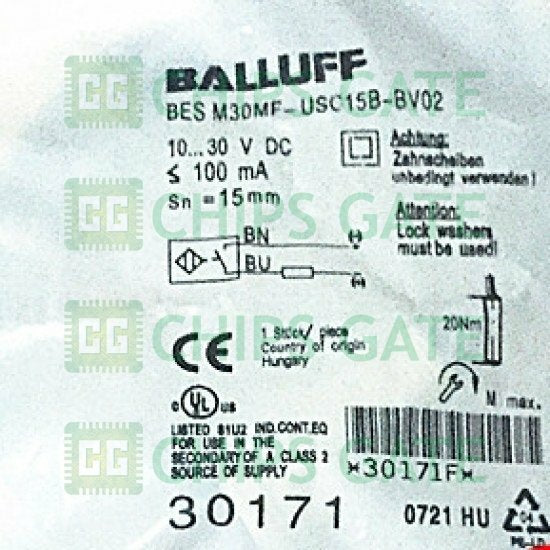 BALLUFF
BES M30MF-USC15B-BV02
10...30 V DC
≤ 100 mA
Sn = 15mm
Achtung:
Zahnscheiben
unbedingt verwenden!
Attention:
Lock washers
must be used!
BN
BU
20Nm
M max.
CE
1 Stück/ piece
Country of origin
Hungary
c UL us
LISTED 81U2 IND.CONT.EQ
FOR USE IN THE
SECONDARY OF A CLASS 2
SOURCE OF SUPPLY
*30171F*
30171
0721 HU
CHIPS GATE
CHIPS GATE
CHIPS GATE
CHIPS GATE